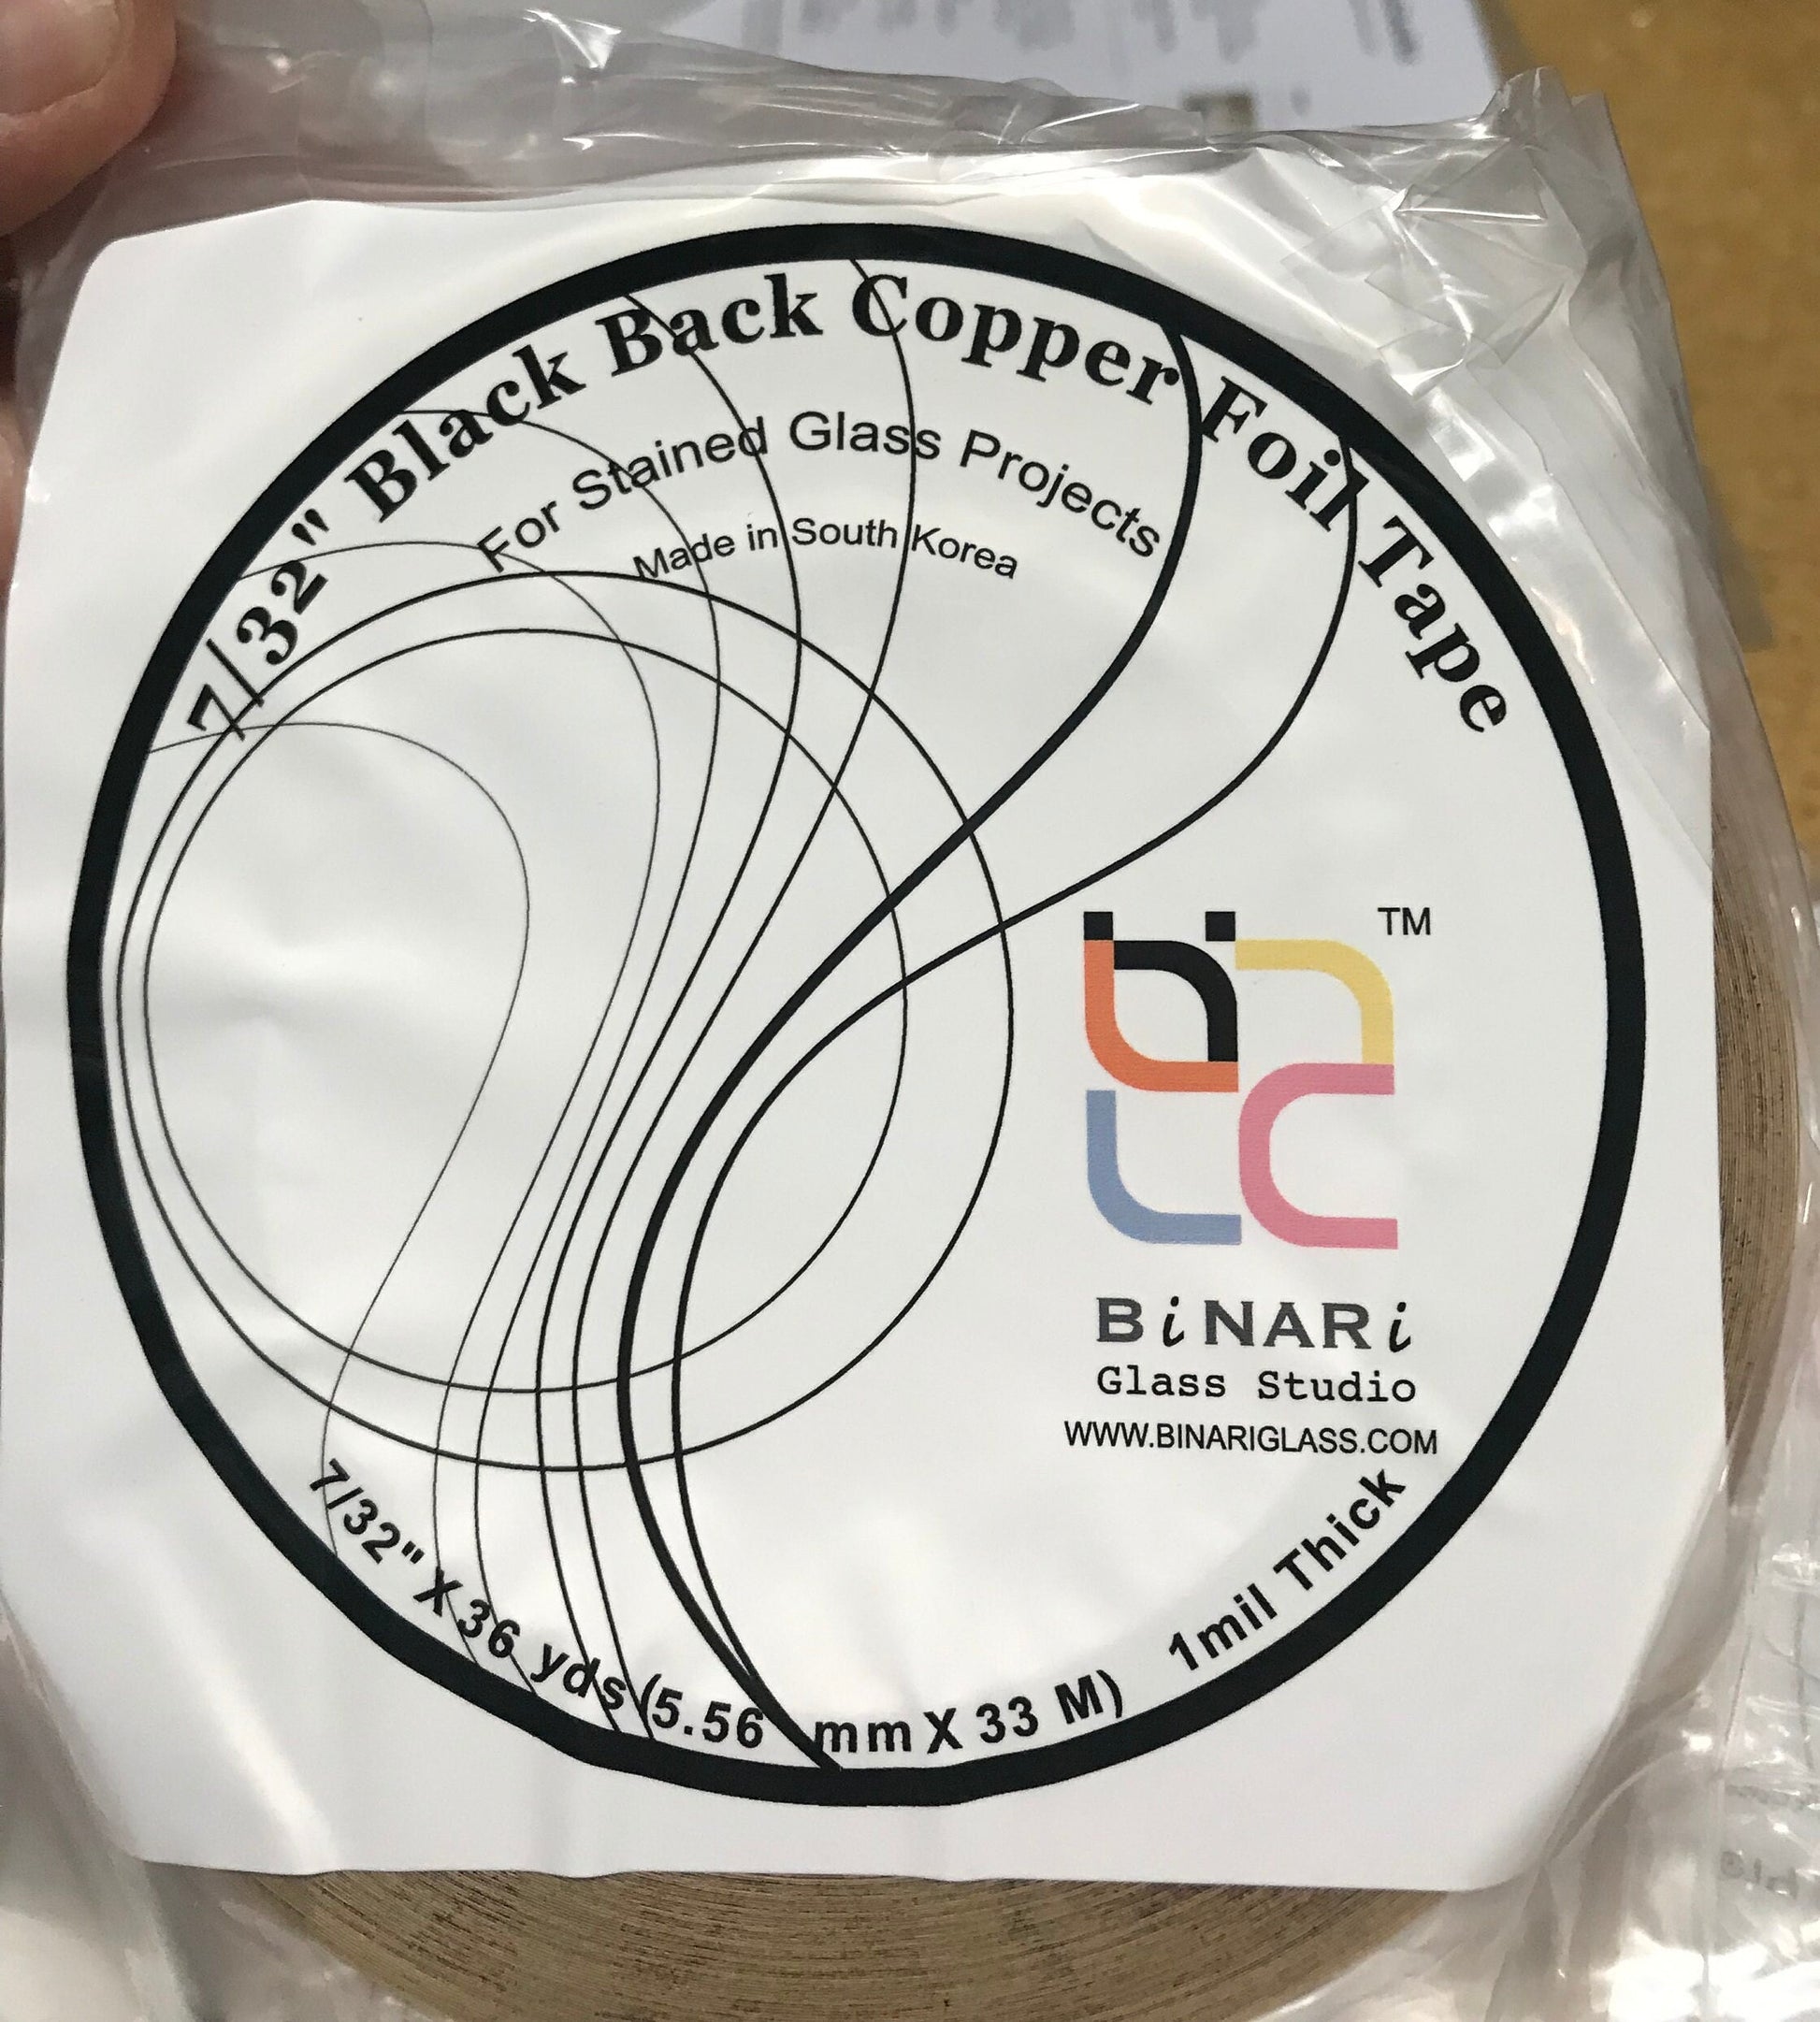 7/32" Black Back Copper Foil Tape
For Stained Glass Projects
Made in South Korea
TM
BiNARi
Glass Studio
WWW.BINARIGLASS.COM
7/32" X 36 yds (5.56 mm X 33 M) 1mil Thick